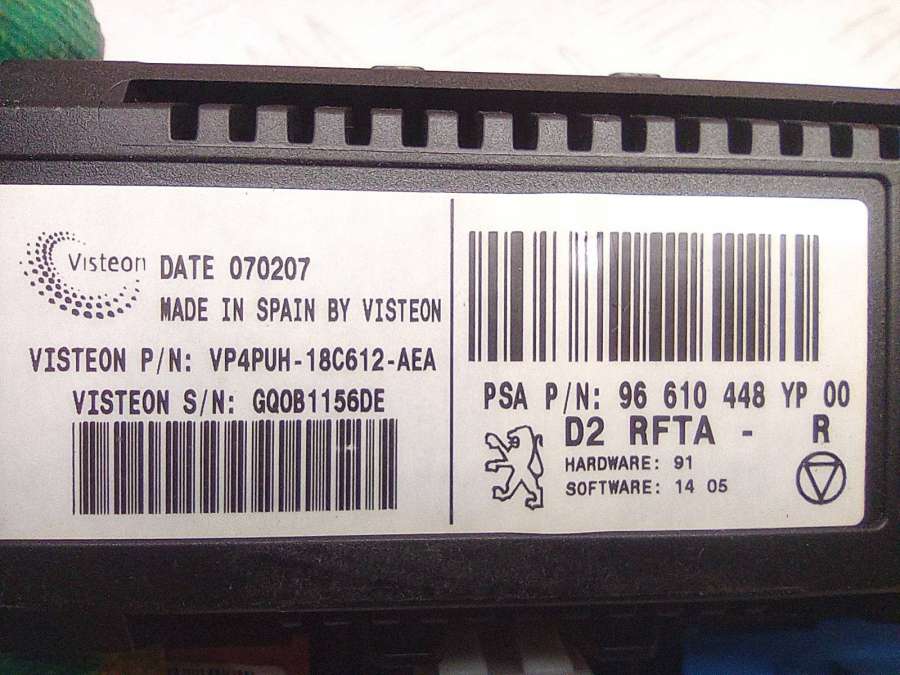 Visteon
DATE 070207
MADE IN SPAIN BY VISTEON
VISTEON P/N: VP4PUH-18C612-AEA
VISTEON S/N: GQ0B1156DE
PSA P/N: 96 610 448 YP 00
D2 RFTA - R
HARDWARE: 91
SOFTWARE: 14 05